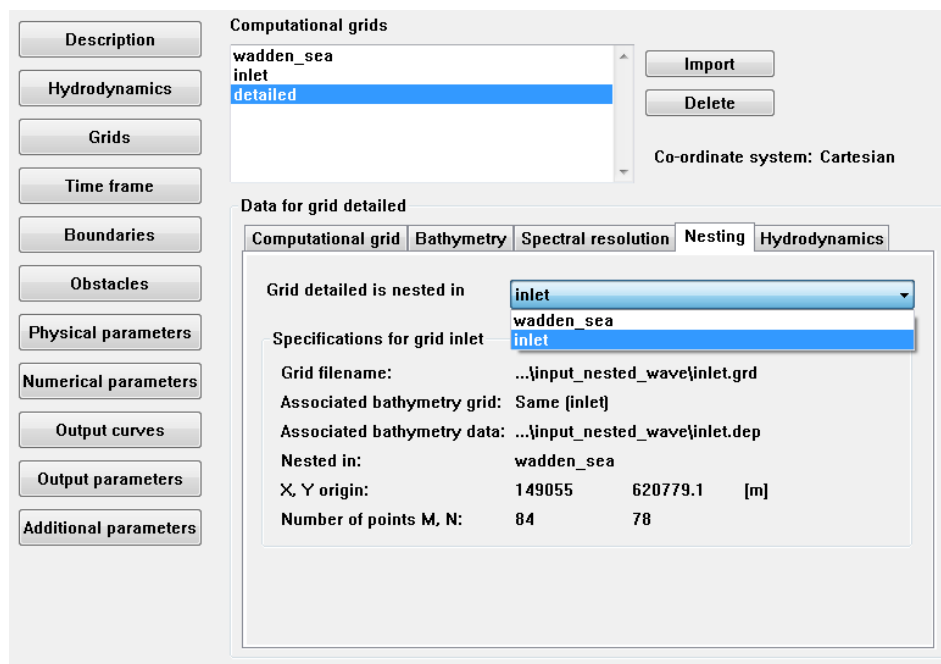 Description
Hydrodynamics
Grids
Time frame
Boundaries
Obstacles
Physical parameters
Numerical parameters
Output curves
Output parameters
Additional parameters
Computational grids
wadden_sea
inlet
detailed
Import
Delete
Co-ordinate system: Cartesian
Data for grid detailed
Computational grid Bathymetry Spectral resolution Nesting Hydrodynamics
Grid detailed is nested in inlet
wadden_sea
inlet
Specifications for grid inlet
Grid filename: ...\input_nested_wave\inlet.grd
Associated bathymetry grid: Same (inlet)
Associated bathymetry data: ...\input_nested_wave\inlet.dep
Nested in: wadden_sea
X, Y origin: 149055 620779.1 [m]
Number of points M, N: 84 78